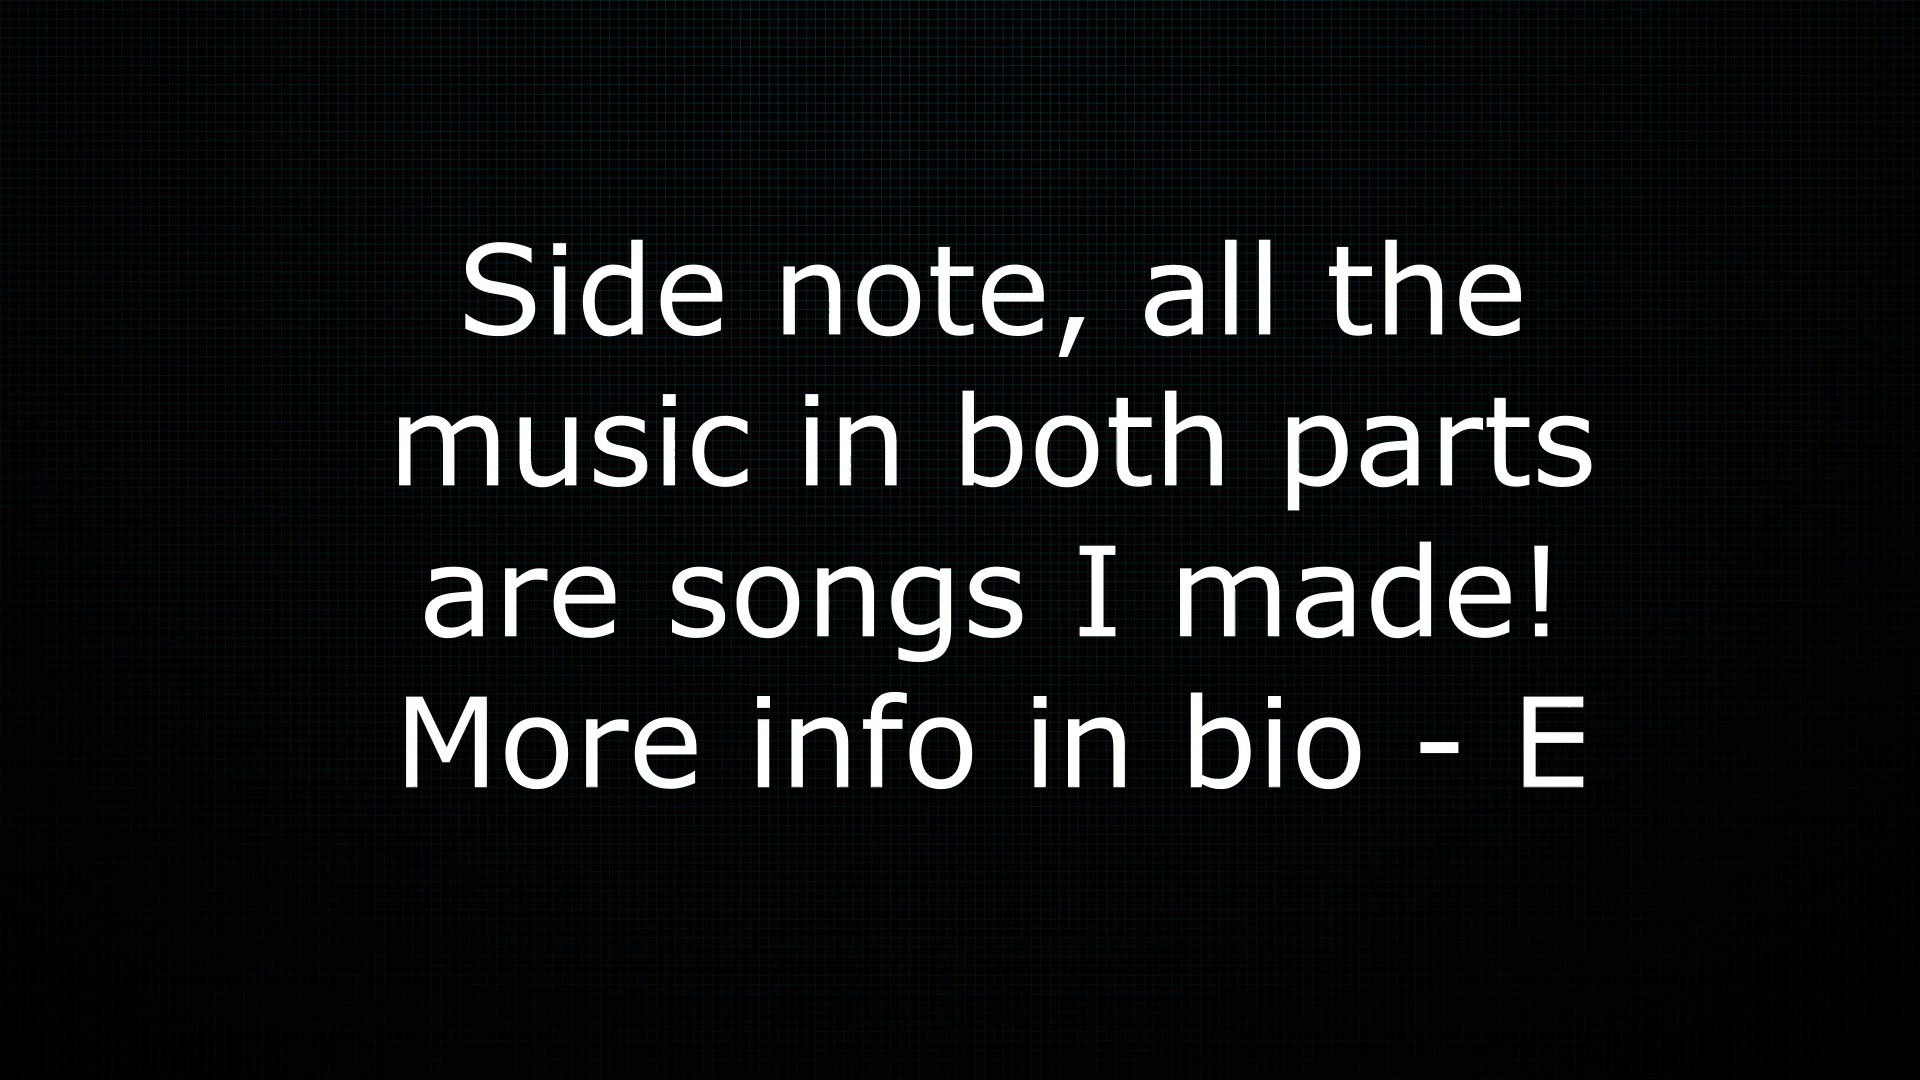 Side note, all the
music in both parts
are songs I made!
More info in bio - E